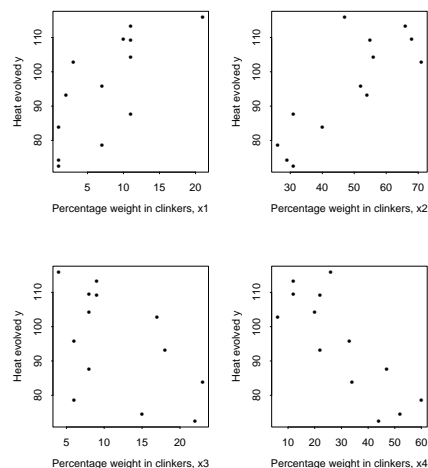 Heat evolved y
80 90 100 110
5 10 15 20
Percentage weight in clinkers, x1
Heat evolved y
80 90 100 110
30 40 50 60 70
Percentage weight in clinkers, x2
Heat evolved y
80 90 100 110
5 10 15 20
Percentage weight in clinkers, x3
Heat evolved y
80 90 100 110
10 20 30 40 50 60
Percentage weight in clinkers, x4